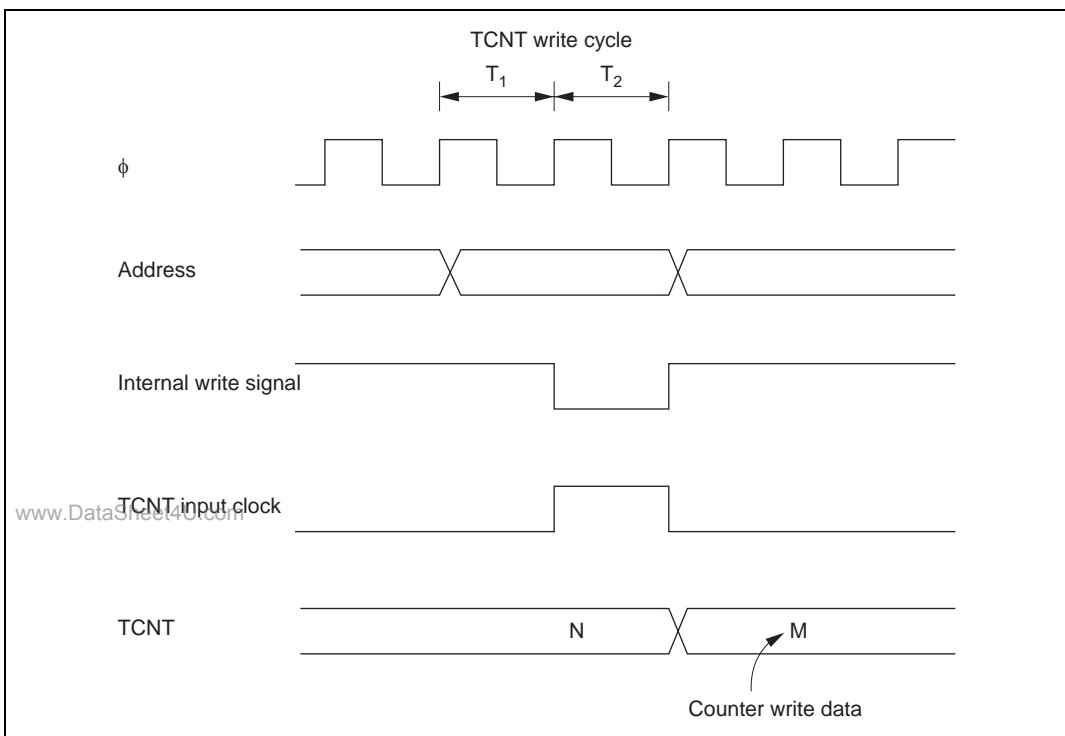 TCNT write cycle
T1 T2
ϕ
Address
Internal write signal
TCNT input clock
www.DataSheet4U.com
TCNT N M
Counter write data